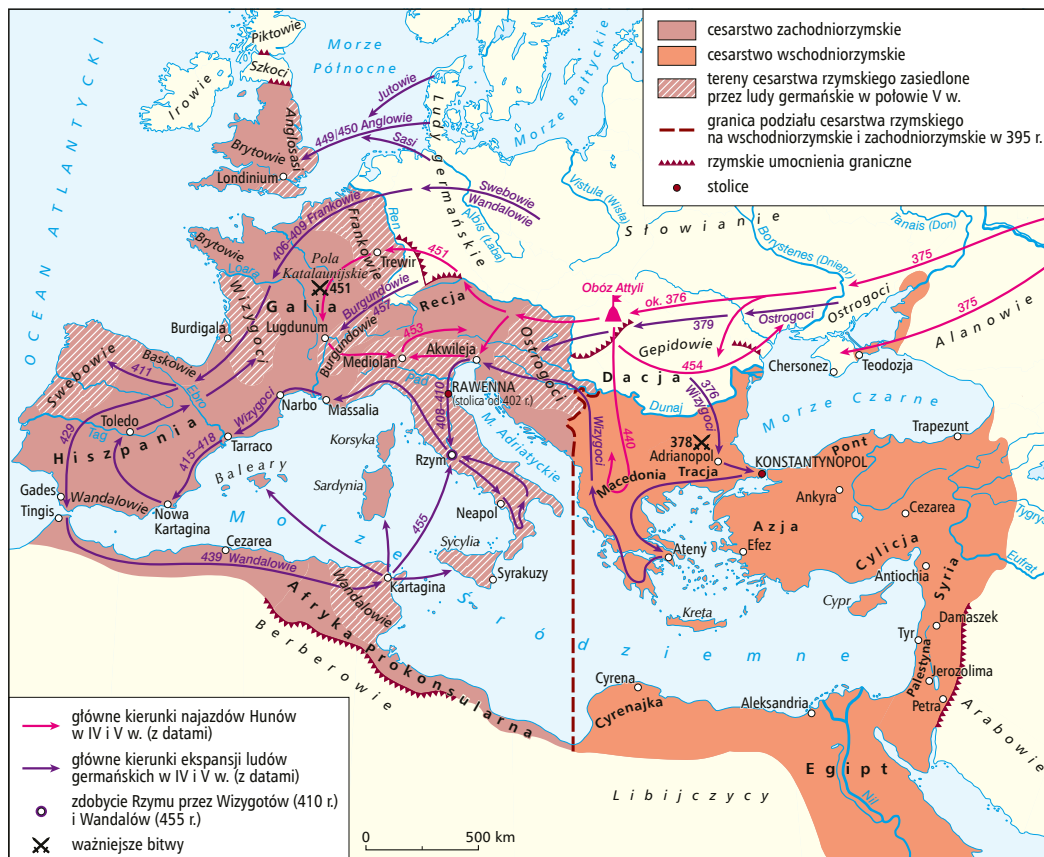 cesarstwo zachodniorzymskie
cesarstwo wschodniorzymskie
tereny cesarstwa rzymskiego zasiedlone
przez ludy germańskie w połowie V w.
granica podziału cesarstwa rzymskiego
na wschodniorzymskie i zachodniorzymskie w 395 r.
rzymskie umocnienia graniczne
stolice
Piktowie
Szkoci
Irowie
Morze
Północne
Morze Bałtyckie
OCEAN ATLANTYCKI
Jutowie
449/450 Anglowie
Sasi
Anglosasi
Brytowie
Londinium
Ludy germańskie
Swebowie
Wandalowie
Vistula (Wisła)
Albis (Łaba)
Słowianie
Borystenes (Dniepr)
Tanais (Don)
406-409 Frankowie
Frankowie
Ren
Trewir
451
375
Brytowie
Loara
Pola
Katalaunijskie
451
Galia
Wizygoci
Burgundowie
457
Recja
Obóz Attyli
ok. 376
379
Ostrogoci
Ostrogoci
375
Alanowie
Burdigala
Lugdunum
Burgundowie
453
Mediolan
Akwileja
Ostrogoci
Gepidowie
454
Dacja
Chersonez
Teodozja
Swebowie
Baskowie
411
Ebro
Narbo
Massalia
Pad
RAWENNA
(stolica od 402 r.)
408-410
M. Adriatyckie
Dunaj
376
Wizygoci
Morze Czarne
Toledo
Tag
Hiszpania
429
Wizygoci
415-418
Tarraco
Korsyka
Rzym
Wizygoci
440
378
Adrianopol
Tracja
Macedonia
KONSTANTYNOPOL
Pont
Trapezunt
Baleary
Sardynia
Neapol
Ankyra
Cezarea
Gades
Tingis
Wandalowie
Nowa
Kartagina
Morze
Śródziemne
455
Sycylia
Ateny
Efez
Azja
Cylicja
Tygrys
Eufrat
Cezarea
439 Wandalowie
Wandalowie
Kartagina
Syrakuzy
Antiochia
Syria
Cypr
Kreta
Damaszek
Tyr
Afryka Prokonsularna
Berberowie
Palestyna
Jerozolima
Petra
Arabowie
Cyrena
Cyrenajka
Aleksandria
Egipt
Nil
Libijczycy
główne kierunki najazdów Hunów
w IV i V w. (z datami)
główne kierunki ekspansji ludów
germańskich w IV i V w. (z datami)
zdobycie Rzymu przez Wizygotów (410 r.)
i Wandalów (455 r.)
ważniejsze bitwy
0 500 km